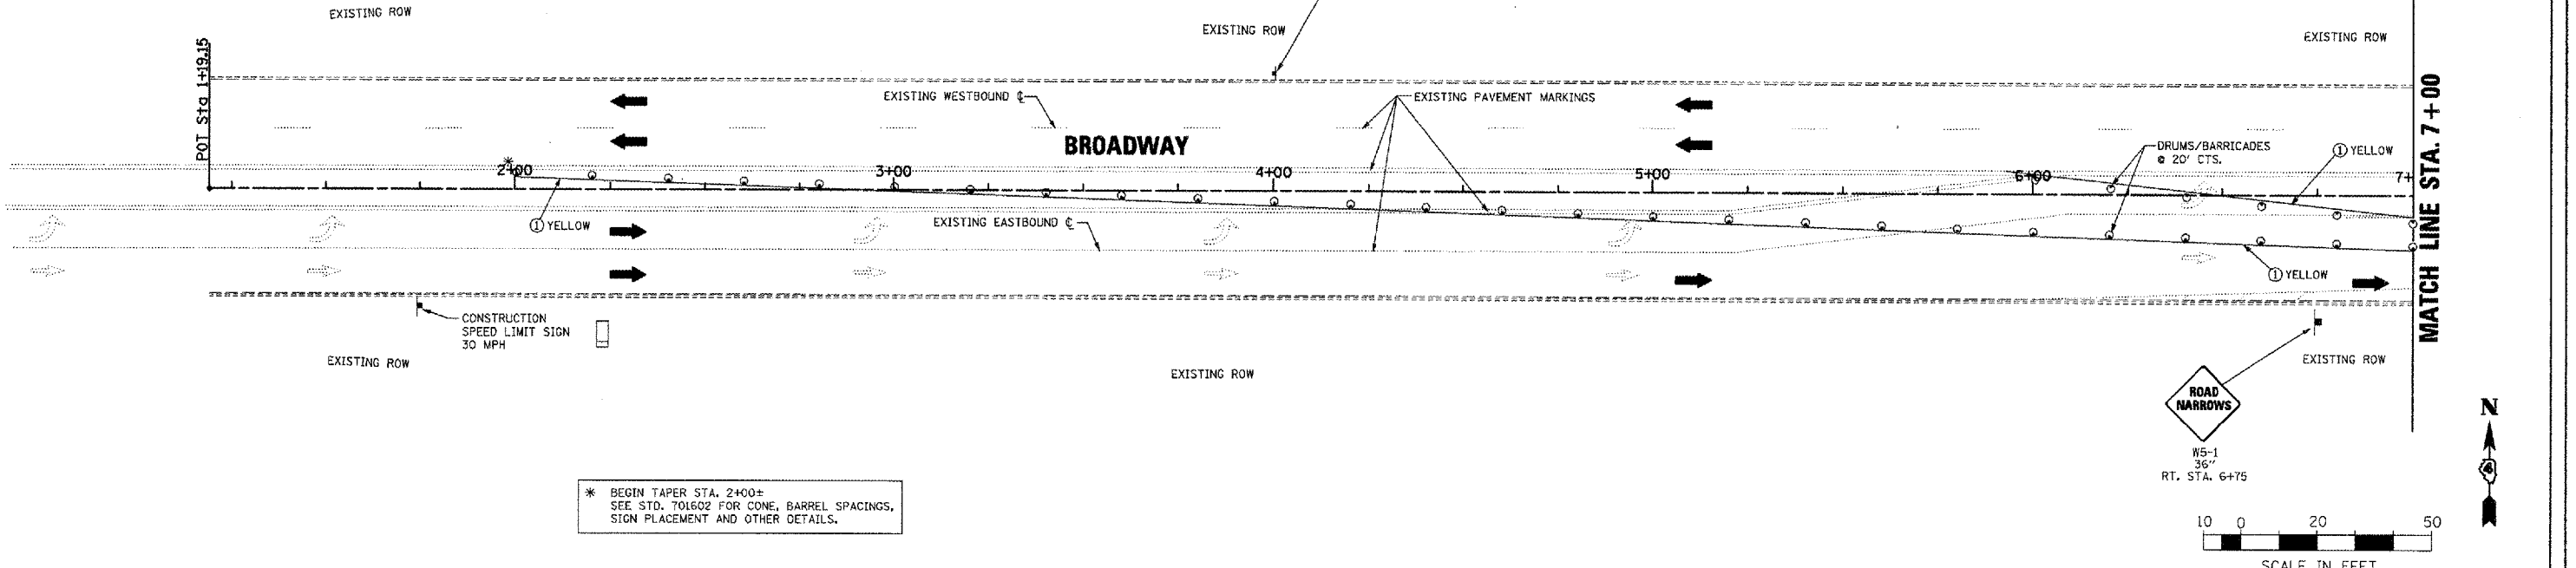 EXISTING ROW
EXISTING ROW
EXISTING ROW
POT Sta 1+19.15
EXISTING WESTBOUND ℄
EXISTING PAVEMENT MARKINGS
BROADWAY
DRUMS/BARRICADES
@ 20' CTS.
① YELLOW
2+00
3+00
4+00
5+00
6+00
7+
MATCH LINE STA. 7+00
① YELLOW
EXISTING EASTBOUND ℄
① YELLOW
CONSTRUCTION
SPEED LIMIT SIGN
30 MPH
EXISTING ROW
EXISTING ROW
EXISTING ROW
ROAD
NARROWS
W5-1
36"
RT. STA. 6+75
N
* BEGIN TAPER STA. 2+00±
SEE STD. 701602 FOR CONE, BARREL SPACINGS,
SIGN PLACEMENT AND OTHER DETAILS.
10 0 20 50
SCALE IN FEET